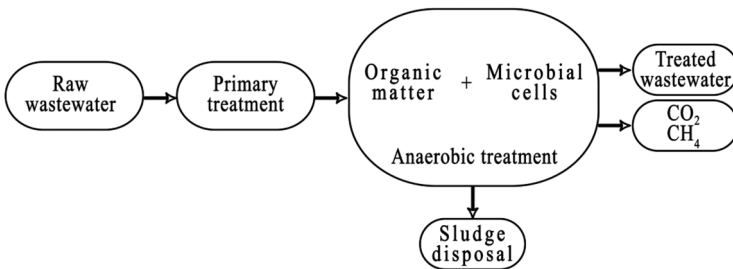 Raw
wastewater
Primary
treatment
Organic + Microbial
matter cells
Anaerobic treatment
Treated
wastewater
CO₂
CH₄
Sludge
disposal